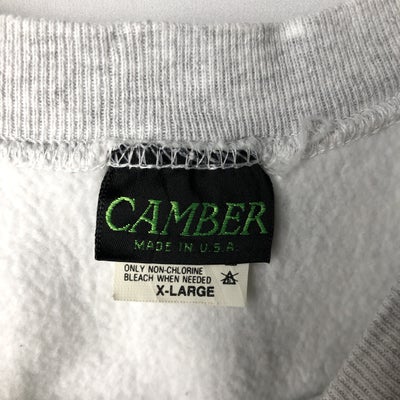 CAMBER
MADE IN U.S.A.
ONLY NON-CHLORINE
BLEACH WHEN NEEDED
X-LARGE